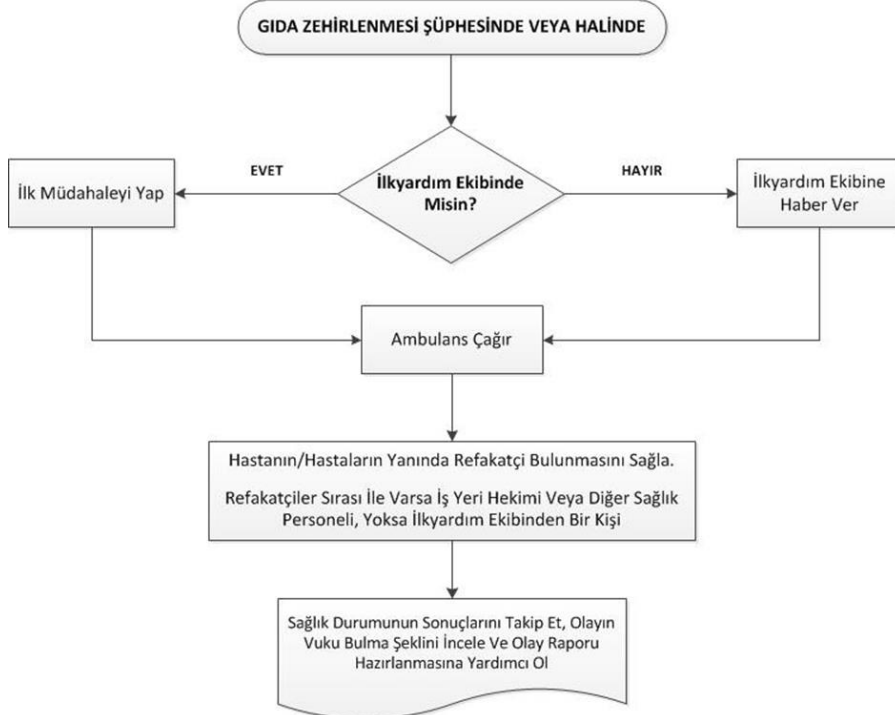 GIDA ZEHİRLENMESİ ŞÜPHESİNDE VEYA HALİNDE
EVET
HAYIR
İlk Müdahaleyi Yap
İlkyardım Ekibinde
Misin?
İlkyardım Ekibine
Haber Ver
Ambulans Çağır
Hastanın/Hastaların Yanında Refakatçi Bulunmasını Sağla.
Refakatçiler Sırası İle Varsa İş Yeri Hekimi Veya Diğer Sağlık
Personeli, Yoksa İlkyardım Ekibinden Bir Kişi
Sağlık Durumunun Sonuçlarını Takip Et, Olayın
Vuku Bulma Şeklini İncele Ve Olay Raporu
Hazırlanmasına Yardımcı Ol